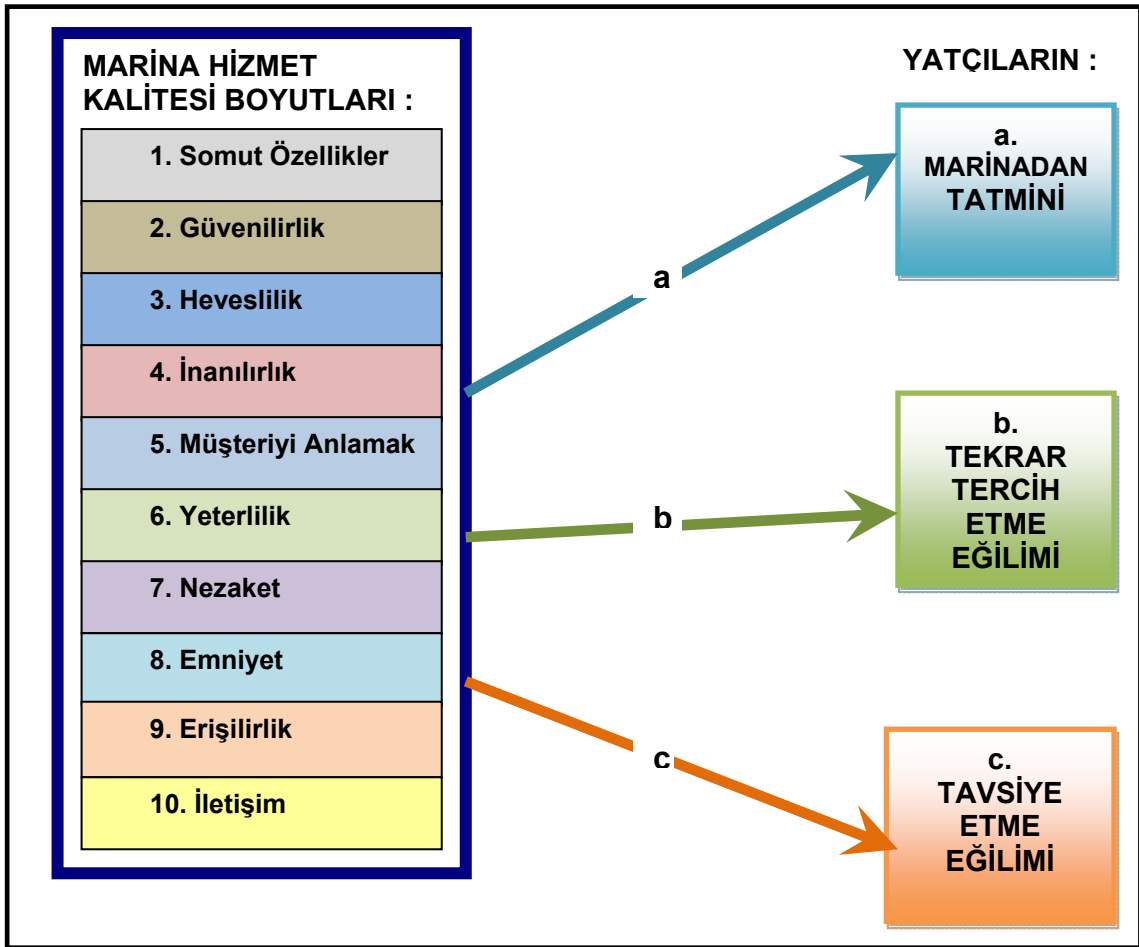 MARİNA HİZMET
KALİTESİ BOYUTLARI :
1. Somut Özellikler
2. Güvenilirlik
3. Heveslilik
4. İnanılırlık
5. Müşteriyi Anlamak
6. Yeterlilik
7. Nezaket
8. Emniyet
9. Erişilirlik
10. İletişim
a
b
c
YATÇILARIN :
a.
MARİNADAN
TATMİNİ
b.
TEKRAR
TERCİH
ETME
EĞİLİMİ
c.
TAVSİYE
ETME
EĞİLİMİ